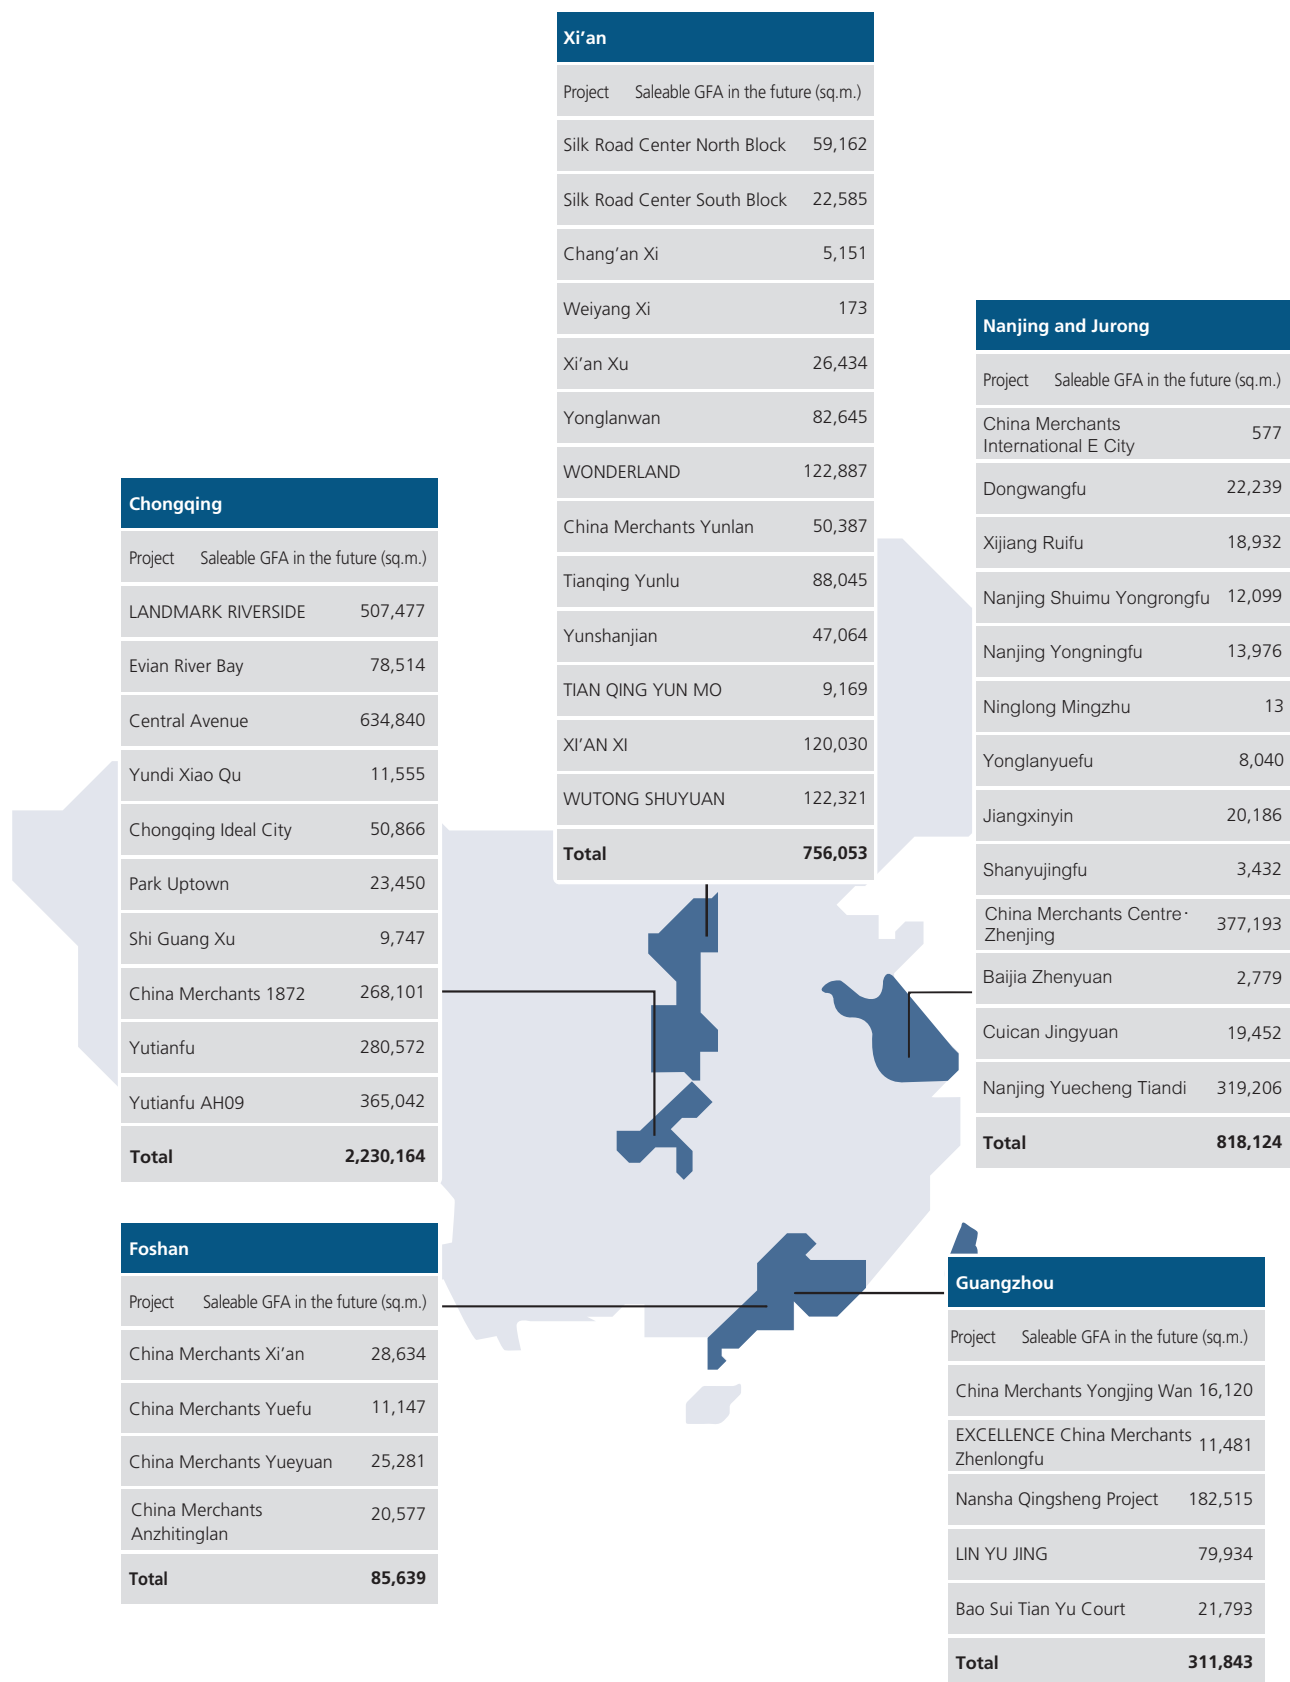 Xi’an
Project Saleable GFA in the future (sq.m.)
Silk Road Center North Block 59,162
Silk Road Center South Block 22,585
Chang’an Xi 5,151
Weiyang Xi 173
Xi’an Xu 26,434
Yonglanwan 82,645
WONDERLAND 122,887
China Merchants Yunlan 50,387
Tianqing Yunlu 88,045
Yunshanjian 47,064
TIAN QING YUN MO 9,169
XI’AN XI 120,030
WUTONG SHUYUAN 122,321
Total 756,053
Nanjing and Jurong
Project Saleable GFA in the future (sq.m.)
China Merchants
International E City 577
Dongwangfu 22,239
Xijiang Ruifu 18,932
Nanjing Shuimu Yongrongfu 12,099
Nanjing Yongningfu 13,976
Ninglong Mingzhu 13
Yonglanyuefu 8,040
Jiangxinyin 20,186
Shanyujingfu 3,432
China Merchants Centre·
Zhenjing 377,193
Baijia Zhenyuan 2,779
Cuican Jingyuan 19,452
Nanjing Yuecheng Tiandi 319,206
Total 818,124
Chongqing
Project Saleable GFA in the future (sq.m.)
LANDMARK RIVERSIDE 507,477
Evian River Bay 78,514
Central Avenue 634,840
Yundi Xiao Qu 11,555
Chongqing Ideal City 50,866
Park Uptown 23,450
Shi Guang Xu 9,747
China Merchants 1872 268,101
Yutianfu 280,572
Yutianfu AH09 365,042
Total 2,230,164
Foshan
Project Saleable GFA in the future (sq.m.)
China Merchants Xi’an 28,634
China Merchants Yuefu 11,147
China Merchants Yueyuan 25,281
China Merchants
Anzhitinglan 20,577
Total 85,639
Guangzhou
Project Saleable GFA in the future (sq.m.)
China Merchants Yongjing Wan 16,120
EXCELLENCE China Merchants
Zhenlongfu 11,481
Nansha Qingsheng Project 182,515
LIN YU JING 79,934
Bao Sui Tian Yu Court 21,793
Total 311,843